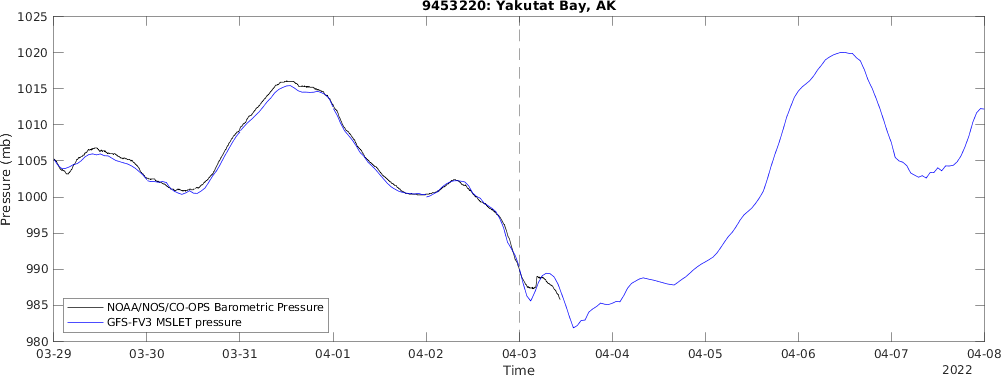 9453220: Yakutat Bay, AK
1025
1020
1015
1010
1005
1000
995
990
985
980
Pressure (mb)
NOAA/NOS/CO-OPS Barometric Pressure
GFS-FV3 MSLET pressure
03-29 03-30 03-31 04-01 04-02 04-03 04-04 04-05 04-06 04-07 04-08
Time
2022